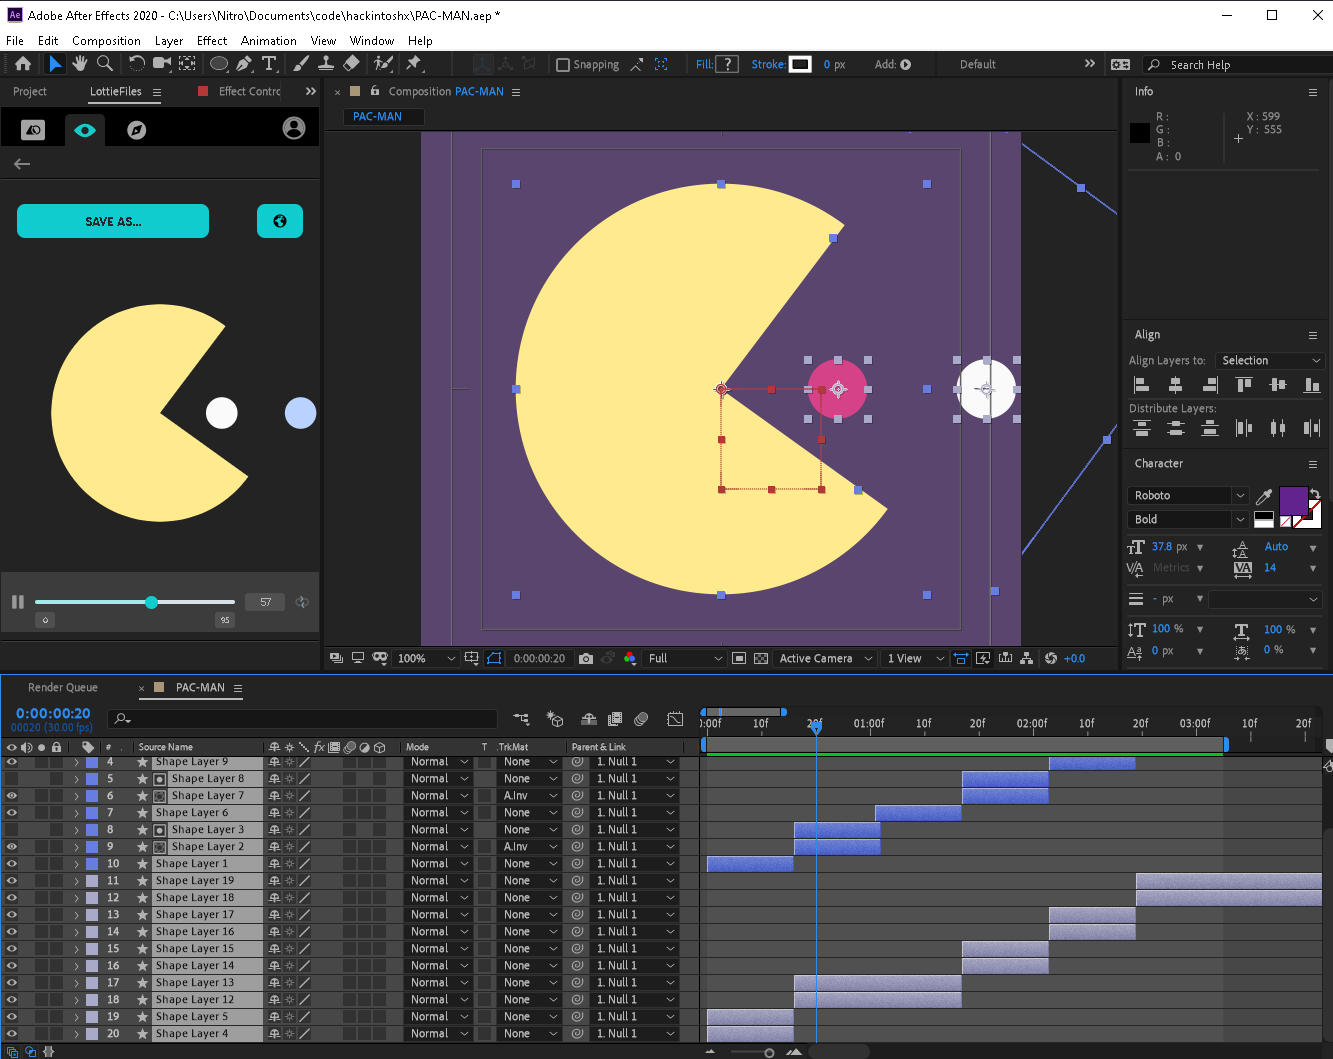 Adobe After Effects 2020 - C:\Users\Nitro\Documents\code\hackintoshx\PAC-MAN.aep *
File Edit Composition Layer Effect Animation View Window Help
Snapping Fill: ? Stroke: 0 px Add: Default Search Help
Project LottieFiles Effect Contrc
Composition PAC-MAN
Info
PAC-MAN
R :
G :
B :
A : 0
X : 599
Y : 555
SAVE AS...
57
0
95
100% 0:00:00:20 Full Active Camera 1 View +0.0
Align
Align Layers to: Selection
Distribute Layers:
Character
Roboto
Bold
37.8 px Auto
Metrics 14
- px
100 % 100 %
0 px 0 %
Render Queue PAC-MAN
0:00:00:20
00020 (30.00 fps)
:00f 10f 20f 01:00f 10f 20f 02:00f 10f 20f 03:00f 10f 20f
# Source Name fx Mode T .TrkMat Parent & Link
4 Shape Layer 9 Normal None 1. Null 1
5 Shape Layer 8 Normal None 1. Null 1
6 Shape Layer 7 Normal A.Inv 1. Null 1
7 Shape Layer 6 Normal None 1. Null 1
8 Shape Layer 3 Normal None 1. Null 1
9 Shape Layer 2 Normal A.Inv 1. Null 1
10 Shape Layer 1 Normal None 1. Null 1
11 Shape Layer 19 Normal None 1. Null 1
12 Shape Layer 18 Normal None 1. Null 1
13 Shape Layer 17 Normal None 1. Null 1
14 Shape Layer 16 Normal None 1. Null 1
15 Shape Layer 15 Normal None 1. Null 1
16 Shape Layer 14 Normal None 1. Null 1
17 Shape Layer 13 Normal None 1. Null 1
18 Shape Layer 12 Normal None 1. Null 1
19 Shape Layer 5 Normal None 1. Null 1
20 Shape Layer 4 Normal None 1. Null 1